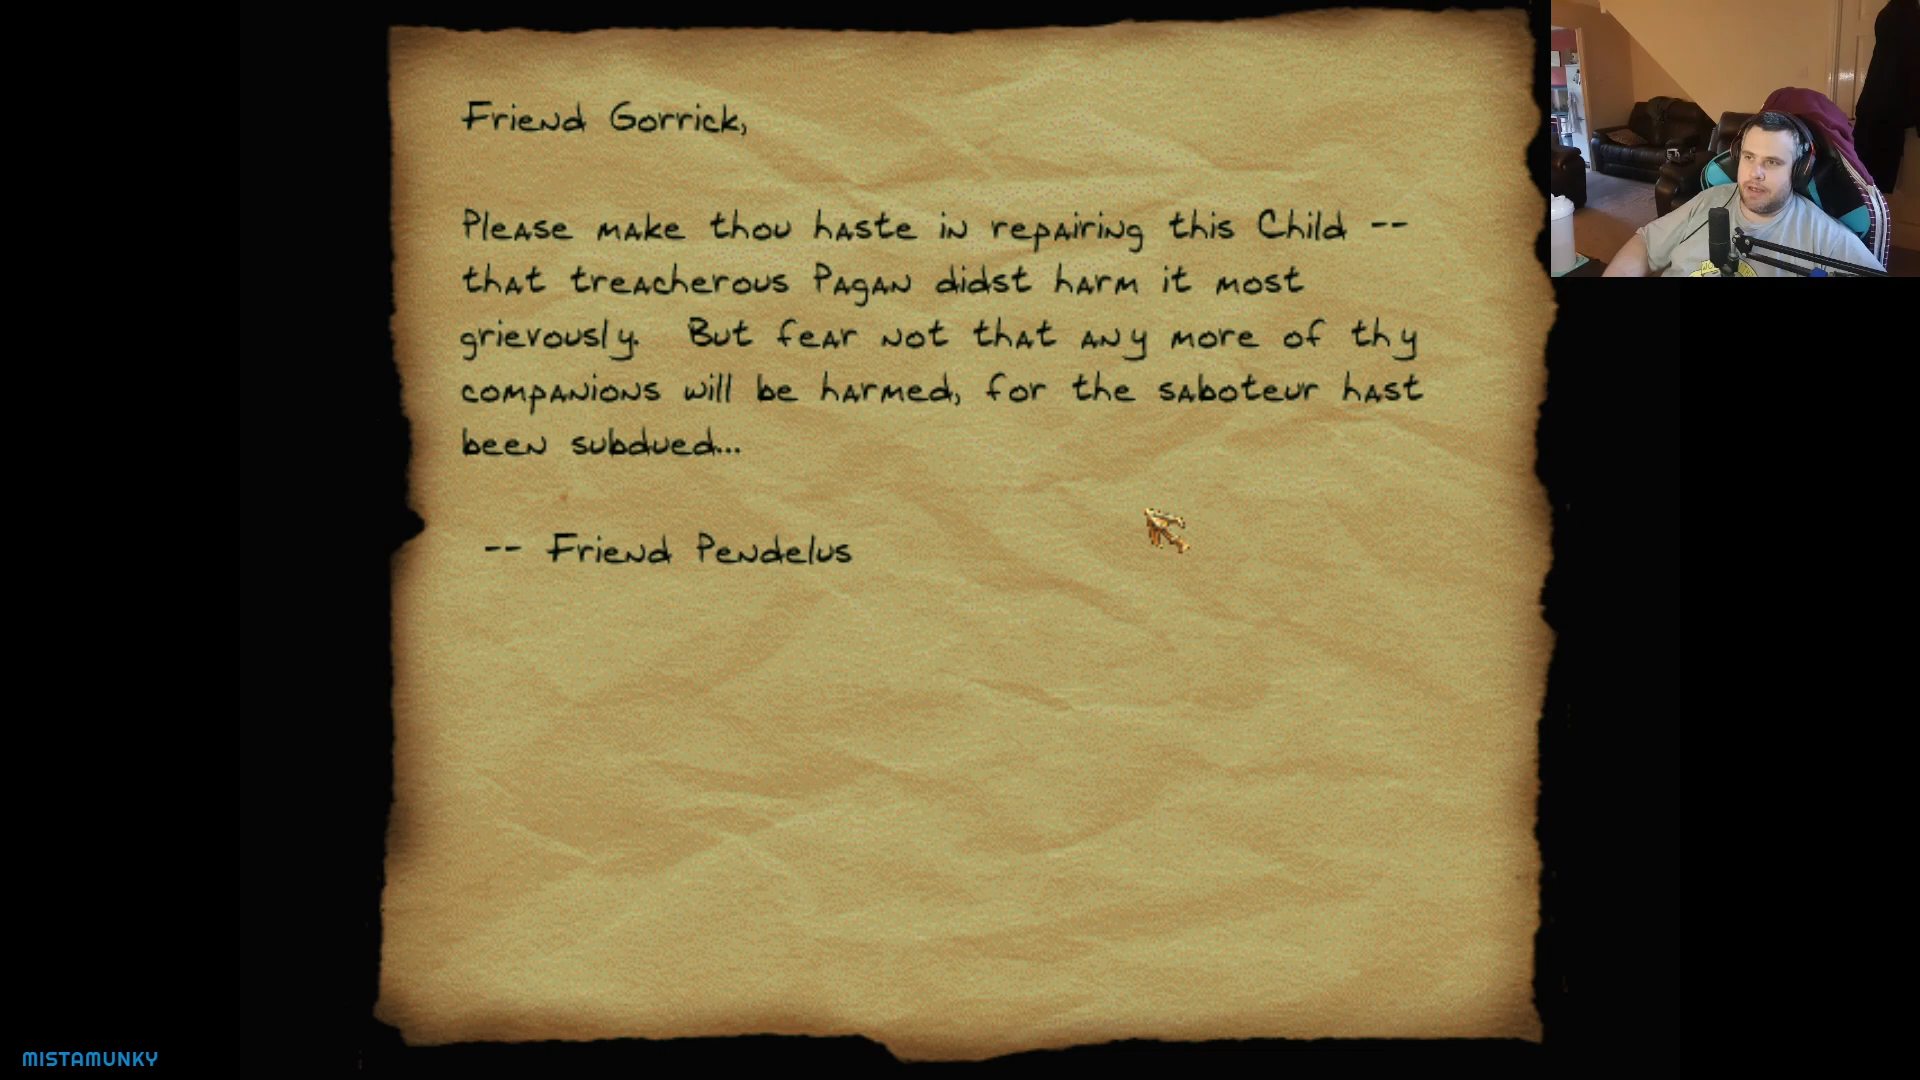 Friend Gorrick,
Please make thou haste in repairing this Child --
that treacherous Pagan didst harm it most
grievously. But fear not that any more of thy
companions will be harmed, for the saboteur hast
been subdued...
-- Friend Pendelus
MISTAMUNKY